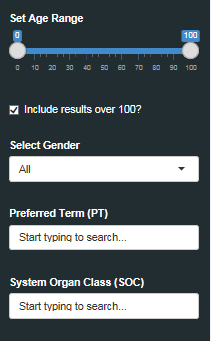 Set Age Range
0 100
0 10 20 30 40 50 60 70 80 90 100
Include results over 100?
Select Gender
All
Preferred Term (PT)
Start typing to search...
System Organ Class (SOC)
Start typing to search...